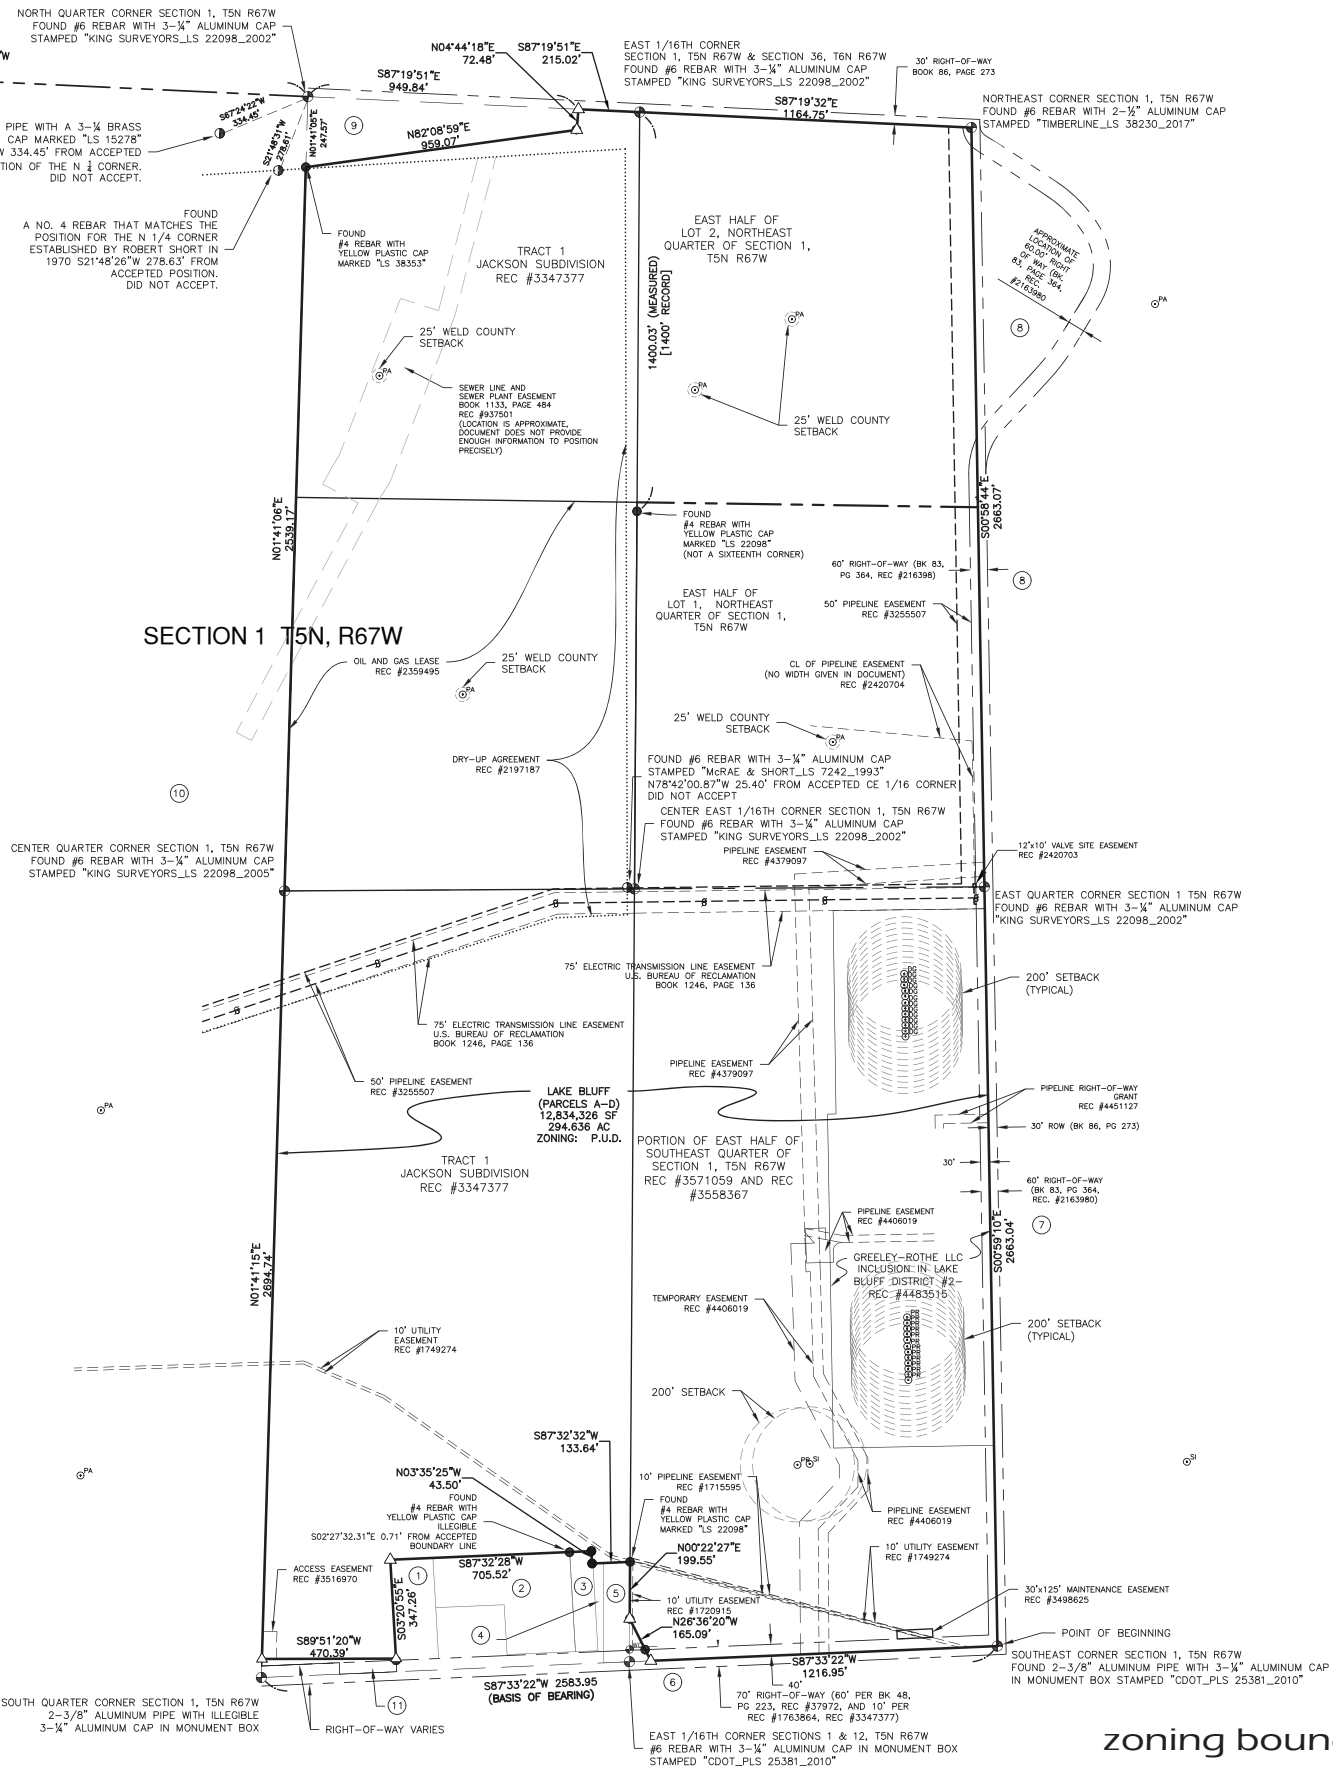 NORTH QUARTER CORNER SECTION 1, T5N R67W
FOUND #6 REBAR WITH 3-¼" ALUMINUM CAP
STAMPED "KING SURVEYORS_LS 22098_2002"
N04°44'18"E
72.48'
S87°19'51"E
215.02'
EAST 1/16TH CORNER
SECTION 1, T5N R67W & SECTION 36, T6N R67W
FOUND #6 REBAR WITH 3-¼" ALUMINUM CAP
STAMPED "KING SURVEYORS_LS 22098_2002"
30' RIGHT-OF-WAY
BOOK 86, PAGE 273
S87°19'51"E
949.84'
S87°19'32"E
1164.75'
NORTHEAST CORNER SECTION 1, T5N R67W
FOUND #6 REBAR WITH 2-½" ALUMINUM CAP
STAMPED "TIMBERLINE_LS 38230_2017"
S67°24'22"W
334.45'
PIPE WITH A 3-¼ BRASS
CAP MARKED "LS 15278"
W 334.45' FROM ACCEPTED
TION OF THE N ¼ CORNER.
DID NOT ACCEPT.
S21°48'31"W
278.61'
N01°41'05"E
247.57'
9
N82°08'59"E
959.07'
FOUND
A NO. 4 REBAR THAT MATCHES THE
POSITION FOR THE N 1/4 CORNER
ESTABLISHED BY ROBERT SHORT IN
1970 S21°48'26"W 278.63' FROM
ACCEPTED POSITION.
DID NOT ACCEPT.
FOUND
#4 REBAR WITH
YELLOW PLASTIC CAP
MARKED "LS 38353"
TRACT 1
JACKSON SUBDIVISION
REC #3347377
EAST HALF OF
LOT 2, NORTHEAST
QUARTER OF SECTION 1,
T5N R67W
APPROXIMATE
LOCATION OF
60.00' RIGHT
OF WAY (BK.
83, PAGE 364,
REC.
#2163980
PA
8
1400.03' (MEASURED)
[1400' RECORD]
25' WELD COUNTY
SETBACK
PA
PA
PA
SEWER LINE AND
SEWER PLANT EASEMENT
BOOK 1133, PAGE 484
REC #937501
(LOCATION IS APPROXIMATE,
DOCUMENT DOES NOT PROVIDE
ENOUGH INFORMATION TO POSITION
PRECISELY)
25' WELD COUNTY
SETBACK
N01°41'06"E
2539.17'
S00°58'44"E
2663.07'
FOUND
#4 REBAR WITH
YELLOW PLASTIC CAP
MARKED "LS 22098"
(NOT A SIXTEENTH CORNER)
60' RIGHT-OF-WAY (BK 83,
PG 364, REC #216398)
8
EAST HALF OF
LOT 1, NORTHEAST
QUARTER OF SECTION 1,
T5N R67W
50' PIPELINE EASEMENT
REC #3255507
SECTION 1 T5N, R67W
OIL AND GAS LEASE
REC #2359495
25' WELD COUNTY
SETBACK
PA
CL OF PIPELINE EASEMENT
(NO WIDTH GIVEN IN DOCUMENT)
REC #2420704
25' WELD COUNTY
SETBACK
PA
DRY-UP AGREEMENT
REC #2197187
FOUND #6 REBAR WITH 3-¼" ALUMINUM CAP
STAMPED "McRAE & SHORT_LS 7242_1993"
N78°42'00.87"W 25.40' FROM ACCEPTED CE 1/16 CORNER
DID NOT ACCEPT
10
CENTER EAST 1/16TH CORNER SECTION 1, T5N R67W
FOUND #6 REBAR WITH 3-¼" ALUMINUM CAP
STAMPED "KING SURVEYORS_LS 22098_2002"
CENTER QUARTER CORNER SECTION 1, T5N R67W
FOUND #6 REBAR WITH 3-¼" ALUMINUM CAP
STAMPED "KING SURVEYORS_LS 22098_2005"
PIPELINE EASEMENT
REC #4379097
12'x10' VALVE SITE EASEMENT
REC #2420703
EAST QUARTER CORNER SECTION 1 T5N R67W
FOUND #6 REBAR WITH 3-¼" ALUMINUM CAP
"KING SURVEYORS_LS 22098_2002"
75' ELECTRIC TRANSMISSION LINE EASEMENT
U.S. BUREAU OF RECLAMATION
BOOK 1246, PAGE 136
200' SETBACK
(TYPICAL)
75' ELECTRIC TRANSMISSION LINE EASEMENT
U.S. BUREAU OF RECLAMATION
BOOK 1246, PAGE 136
50' PIPELINE EASEMENT
REC #3255507
PIPELINE EASEMENT
REC #4379097
LAKE BLUFF
(PARCELS A-D)
12,834,326 SF
294.636 AC
ZONING: P.U.D.
PIPELINE RIGHT-OF-WAY
GRANT
REC #4451127
PA
30' ROW (BK 86, PG 273)
PORTION OF EAST HALF OF
SOUTHEAST QUARTER OF
SECTION 1, T5N R67W
REC #3571059 AND REC
#3558367
TRACT 1
JACKSON SUBDIVISION
REC #3347377
30'
60' RIGHT-OF-WAY
(BK 83, PG 364,
REC. #2163980)
PIPELINE EASEMENT
REC #4406019
7
S00°59'10"E
2663.04'
N01°41'15"E
2694.74'
GREELEY-ROTHE LLC
INCLUSION IN LAKE
BLUFF DISTRICT #2-
REC #4483515
TEMPORARY EASEMENT
REC #4406019
200' SETBACK
(TYPICAL)
10' UTILITY
EASEMENT
REC #1749274
200' SETBACK
S87°32'32"W
133.64'
PR SI
SI
PA
N03°35'25"W
43.50'
10' PIPELINE EASEMENT
REC #1715595
FOUND
#4 REBAR WITH
YELLOW PLASTIC CAP
ILLEGIBLE
S02°27'32.31"E 0.71' FROM ACCEPTED
BOUNDARY LINE
FOUND
#4 REBAR WITH
YELLOW PLASTIC CAP
MARKED "LS 22098"
PIPELINE EASEMENT
REC #4406019
N00°22'27"E
199.55'
10' UTILITY EASEMENT
REC #1749274
ACCESS EASEMENT
REC #3516970
S87°32'28"W
705.52'
1
2
3
5
4
S03°20'55"E
347.26'
10' UTILITY EASEMENT
REC #1720915
30'x125' MAINTENANCE EASEMENT
REC #3498625
N26°36'20"W
165.09'
POINT OF BEGINNING
S89°51'20"W
470.39'
S87°33'22"W
1216.95'
SOUTHEAST CORNER SECTION 1, T5N R67W
FOUND 2-3/8" ALUMINUM PIPE WITH 3-¼" ALUMINUM CAP
IN MONUMENT BOX STAMPED "CDOT_PLS 25381_2010"
S87°33'22"W 2583.95
(BASIS OF BEARING)
6
40'
70' RIGHT-OF-WAY (60' PER BK 48,
PG 223, REC #37972, AND 10' PER
REC #1763864, REC #3347377)
SOUTH QUARTER CORNER SECTION 1, T5N R67W
2-3/8" ALUMINUM PIPE WITH ILLEGIBLE
3-¼" ALUMINUM CAP IN MONUMENT BOX
11
RIGHT-OF-WAY VARIES
EAST 1/16TH CORNER SECTIONS 1 & 12, T5N R67W
#6 REBAR WITH 3-¼" ALUMINUM CAP IN MONUMENT BOX
STAMPED "CDOT_PLS 25381_2010"
zoning boun